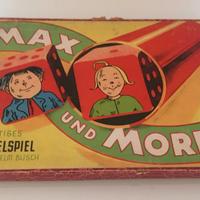 MAX
UND MORI
TIGES
ELSPIEL
ELM BUSCH